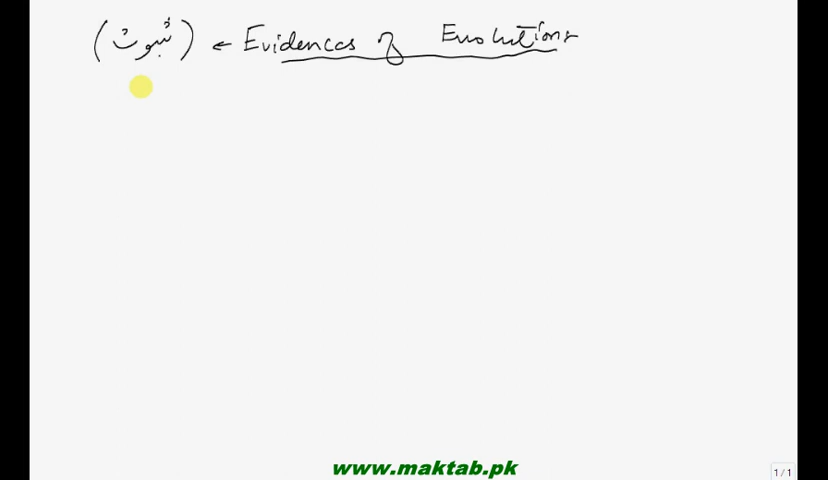 (ثبوت) ← Evidences of Evolution
www.maktab.pk
1/1